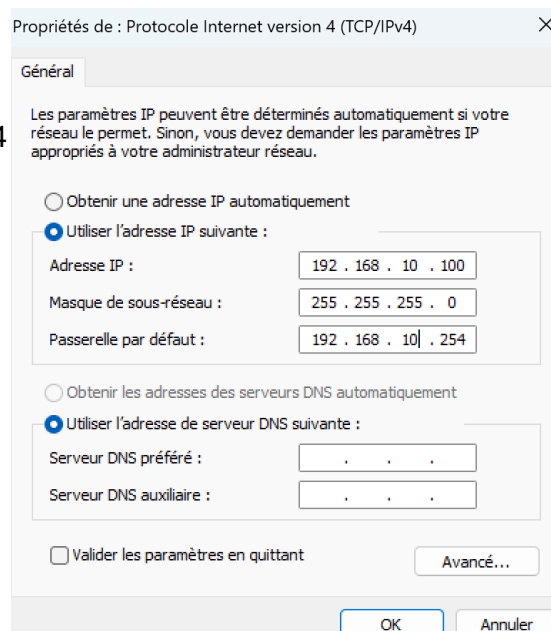 Propriétés de : Protocole Internet version 4 (TCP/IPv4)
Général
4
Les paramètres IP peuvent être déterminés automatiquement si votre
réseau le permet. Sinon, vous devez demander les paramètres IP
appropriés à votre administrateur réseau.
Obtenir une adresse IP automatiquement
Utiliser l'adresse IP suivante :
Adresse IP : 192 . 168 . 10 . 100
Masque de sous-réseau : 255 . 255 . 255 . 0
Passerelle par défaut : 192 . 168 . 10 . 254
Obtenir les adresses des serveurs DNS automatiquement
Utiliser l'adresse de serveur DNS suivante :
Serveur DNS préféré : . . .
Serveur DNS auxiliaire : . . .
Valider les paramètres en quittant
Avancé...
OK Annuler